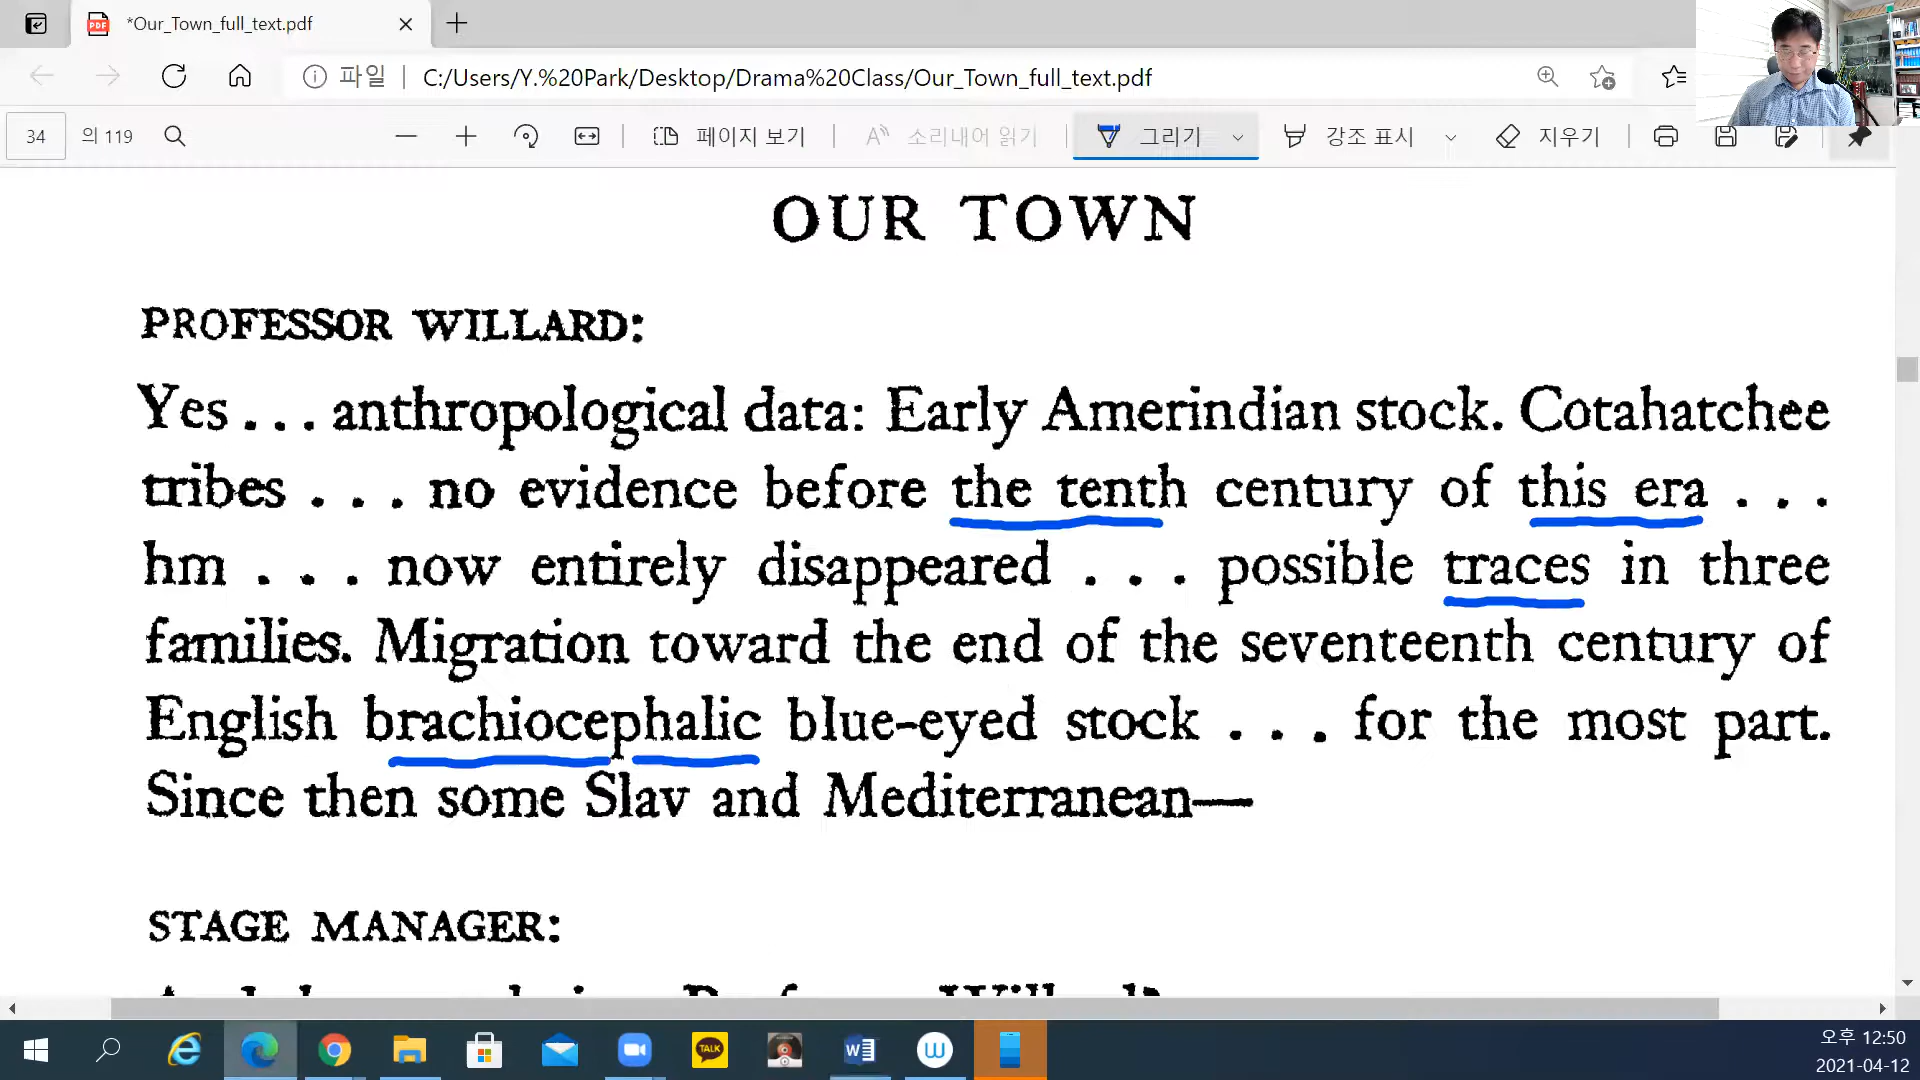 *Our_Town_full_text.pdf
파일 C:/Users/Y.%20Park/Desktop/Drama%20Class/Our_Town_full_text.pdf
34 의 119 페이지 보기 소리내어 읽기 그리기 강조 표시 지우기
OUR TOWN
PROFESSOR WILLARD:
Yes . . . anthropological data: Early Amerindian stock. Cotahatchee
tribes . . . no evidence before the tenth century of this era . . .
hm . . . now entirely disappeared . . . possible traces in three
families. Migration toward the end of the seventeenth century of
English brachiocephalic blue-eyed stock . . . for the most part.
Since then some Slav and Mediterranean—
STAGE MANAGER:
TALK
오후 12:50
2021-04-12